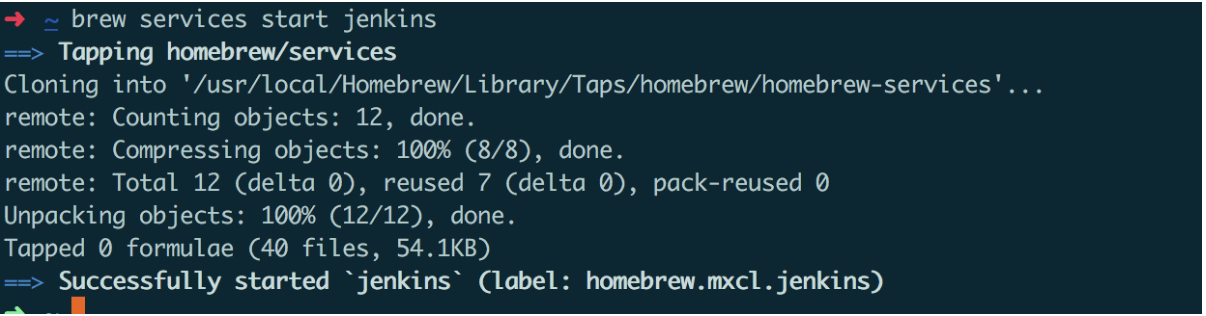 ➜ ~ brew services start jenkins
==> Tapping homebrew/services
Cloning into '/usr/local/Homebrew/Library/Taps/homebrew/homebrew-services'...
remote: Counting objects: 12, done.
remote: Compressing objects: 100% (8/8), done.
remote: Total 12 (delta 0), reused 7 (delta 0), pack-reused 0
Unpacking objects: 100% (12/12), done.
Tapped 0 formulae (40 files, 54.1KB)
==> Successfully started `jenkins` (label: homebrew.mxcl.jenkins)
➜ ~